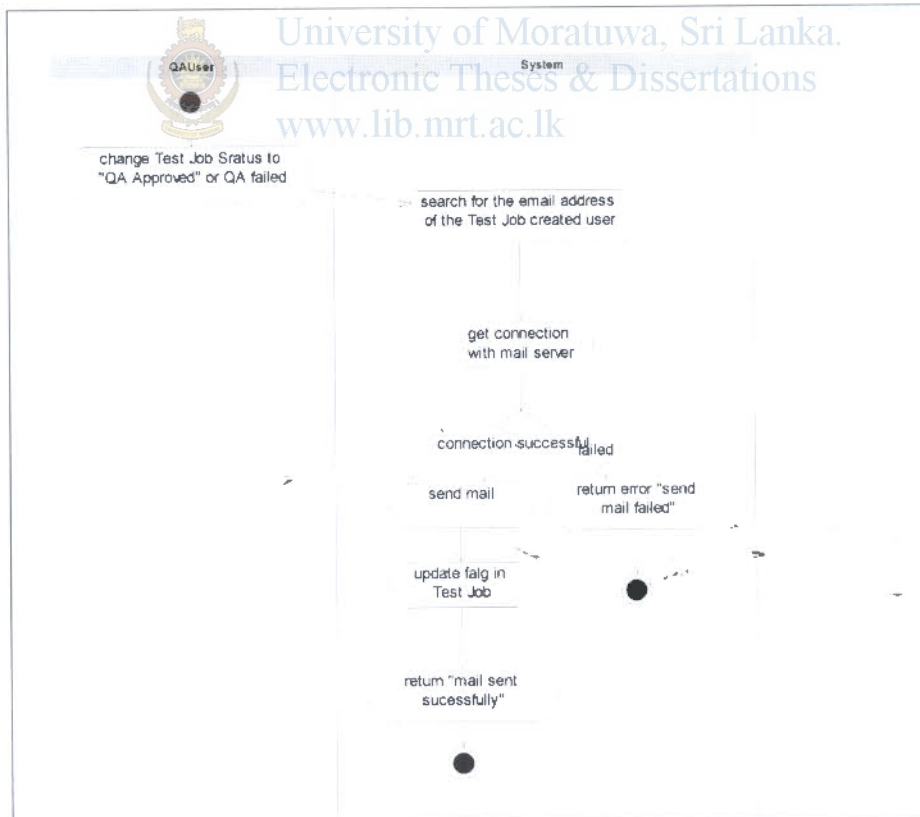 University of Moratuwa, Sri Lanka.
Electronic Theses & Dissertations
www.lib.mrt.ac.lk
QAUser
System
change Test Job Sratus to
"QA Approved" or QA failed
search for the email address
of the Test Job created user
get connection
with mail server
connection successful
failed
send mail
return error "send
mail failed"
update falg in
Test Job
return "mail sent
sucessfully"